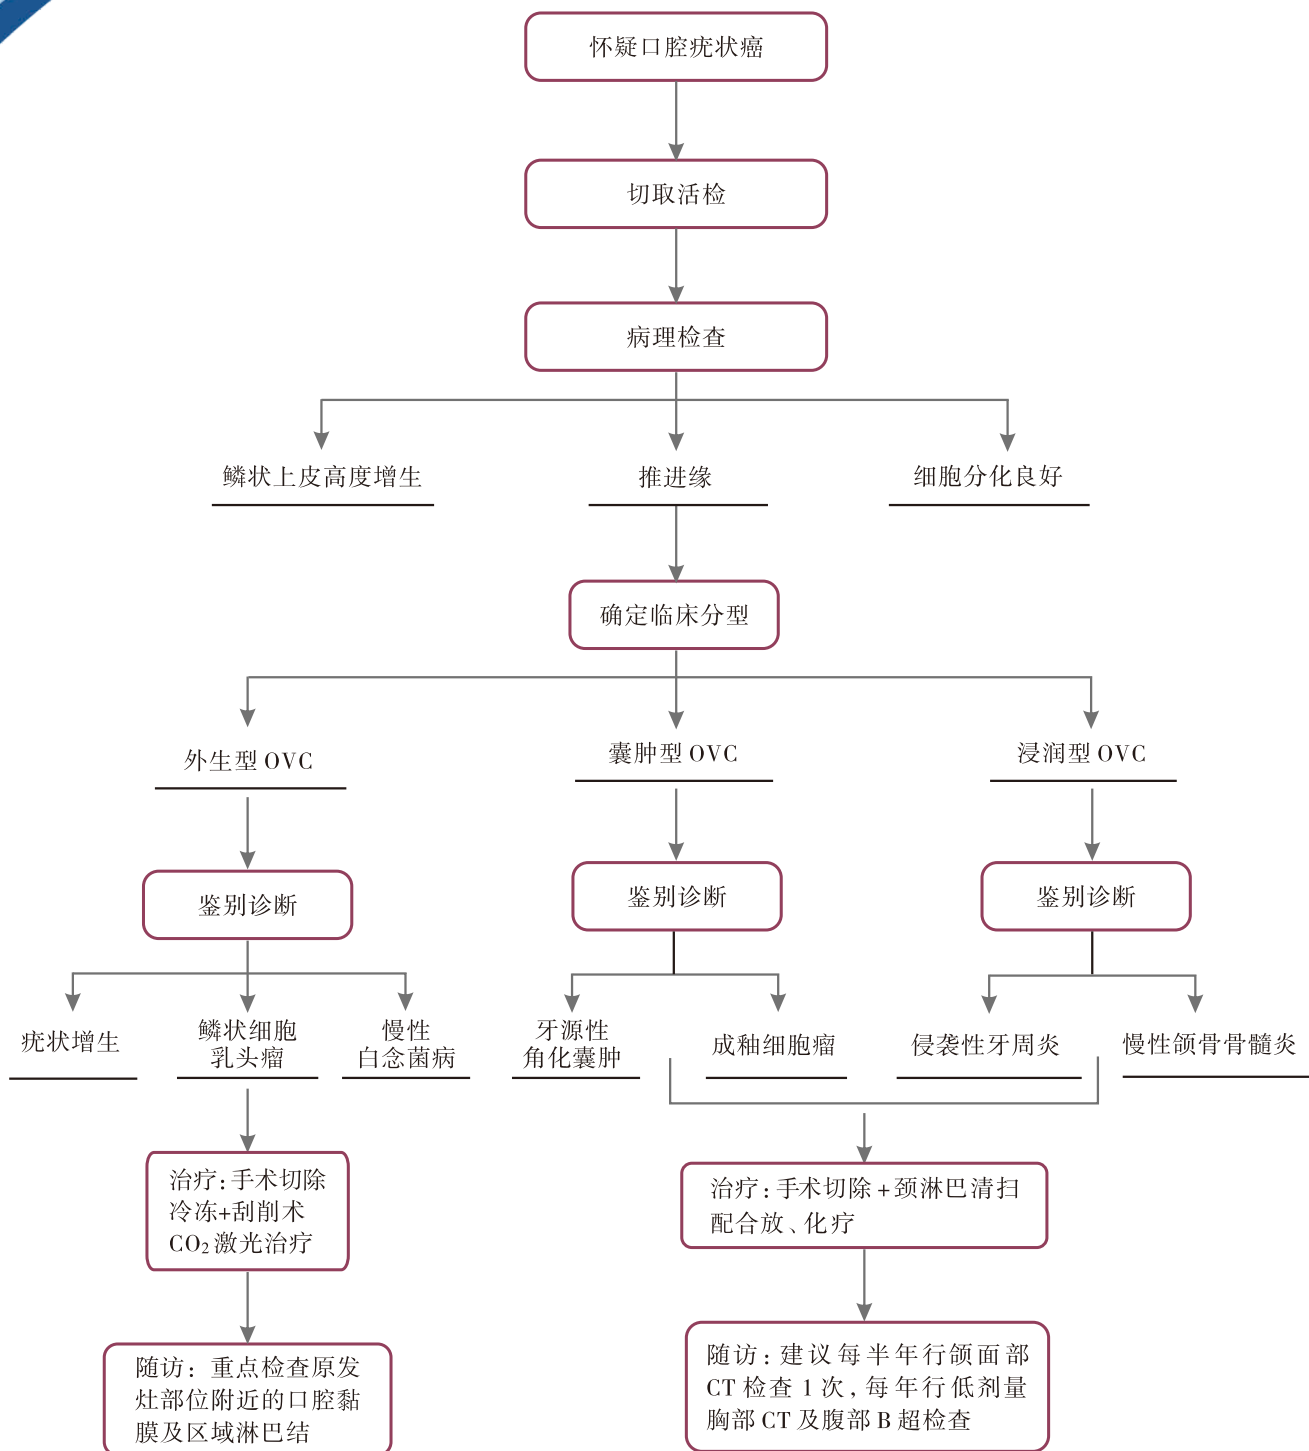 怀疑口腔疣状癌
切取活检
病理检查
鳞状上皮高度增生
推进缘
细胞分化良好
确定临床分型
外生型 OVC
囊肿型 OVC
浸润型 OVC
鉴别诊断
鉴别诊断
鉴别诊断
疣状增生
鳞状细胞
乳头瘤
慢性
白念菌病
牙源性
角化囊肿
成釉细胞瘤
侵袭性牙周炎
慢性颌骨骨髓炎
治疗:手术切除
冷冻+刮削术
CO₂激光治疗
治疗:手术切除+颈淋巴清扫
配合放、化疗
随访:重点检查原发
灶部位附近的口腔黏
膜及区域淋巴结
随访:建议每半年行颌面部
CT 检查 1 次,每年行低剂量
胸部 CT 及腹部 B 超检查